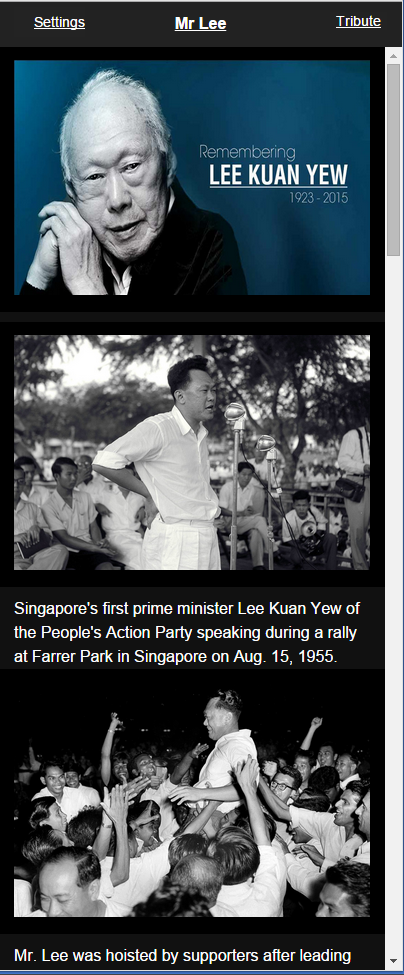 Settings
Mr Lee
Tribute
Remembering
LEE KUAN YEW
1923 - 2015
Singapore's first prime minister Lee Kuan Yew of
the People's Action Party speaking during a rally
at Farrer Park in Singapore on Aug. 15, 1955.
Mr. Lee was hoisted by supporters after leading